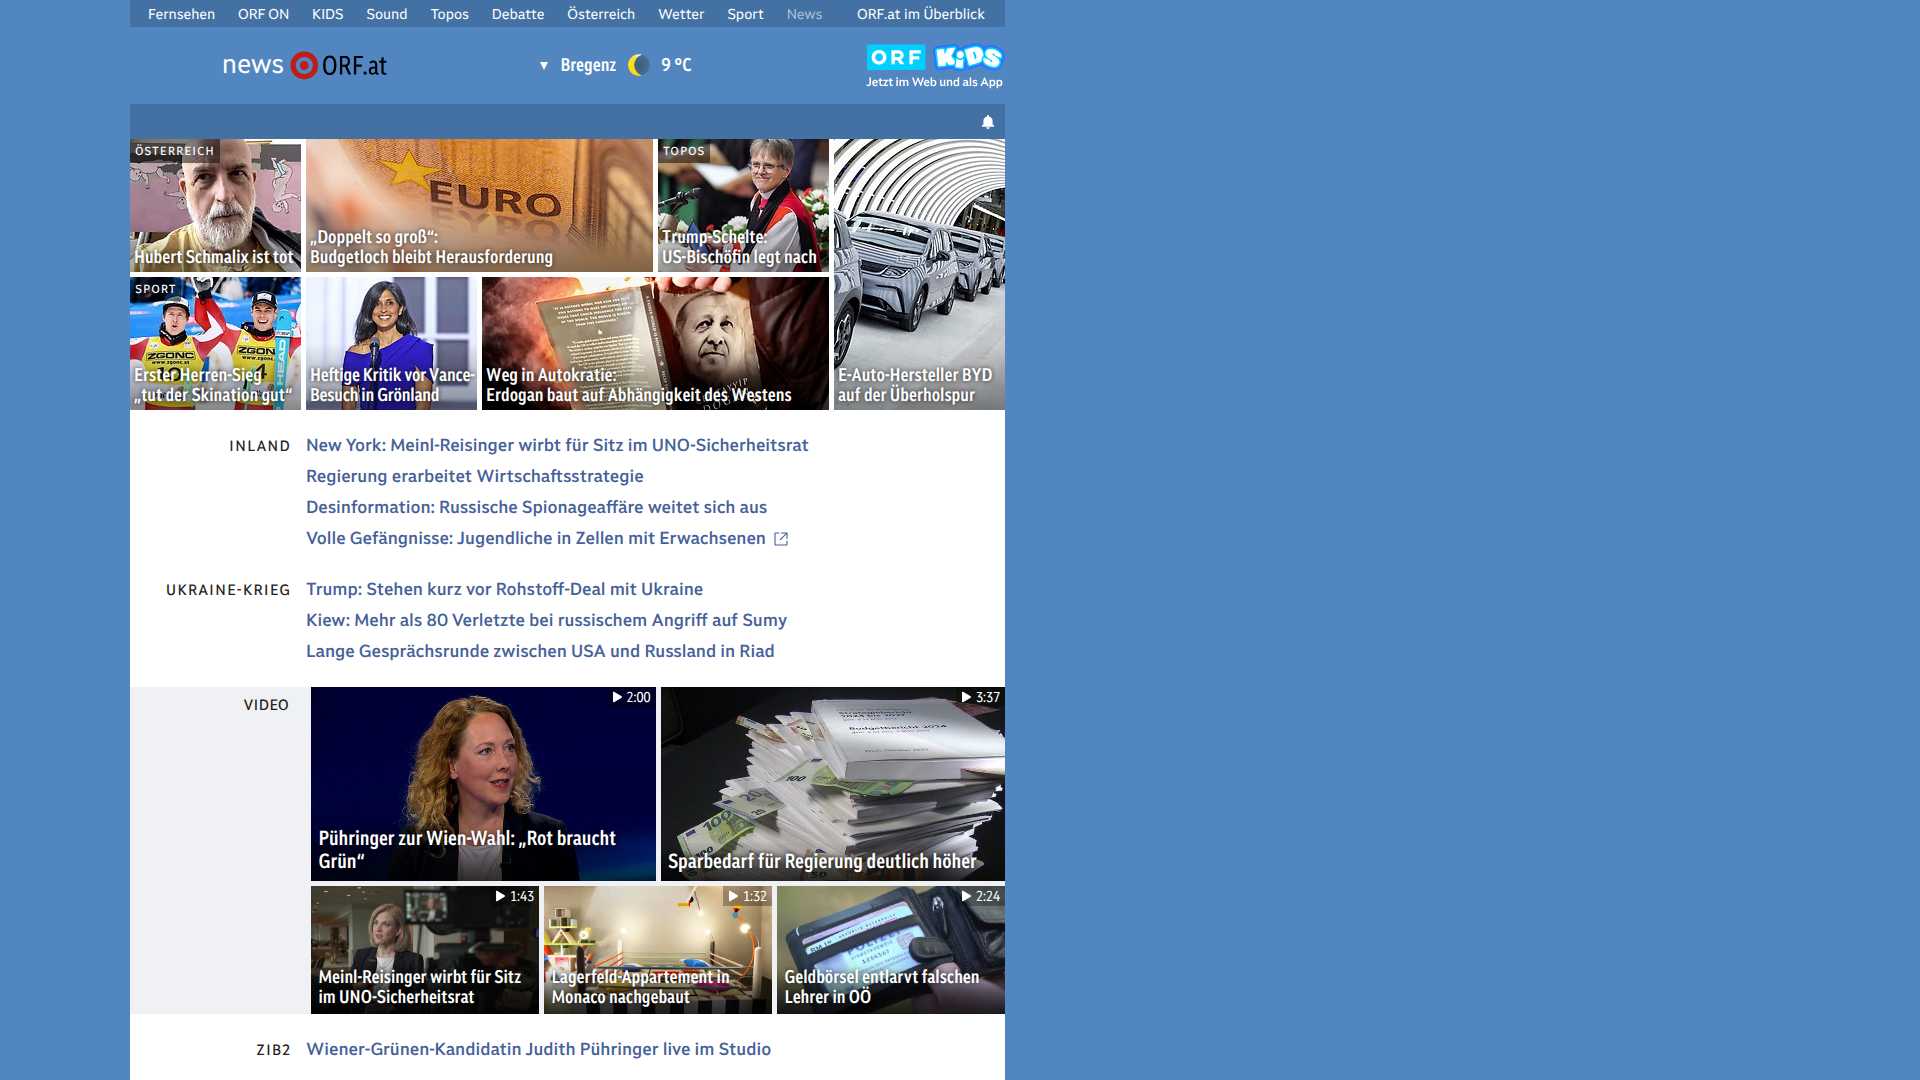 Fernsehen ORF ON KIDS Sound Topos Debatte Österreich Wetter Sport News ORF.at im Überblick
news ORF.at
▼ Bregenz 9 °C
ORF KiDS
Jetzt im Web und als App
ÖSTERREICH
Hubert Schmalix ist tot
EURO
„Doppelt so groß“:
Budgetloch bleibt Herausforderung
TOPOS
Trump-Schelte:
US-Bischöfin legt nach
E-Auto-Hersteller BYD
auf der Überholspur
SPORT
ZGONC
ZGONC
HEAD
Erster Herren-Sieg
„tut der Skination gut“
Heftige Kritik vor Vance-
Besuch in Grönland
Weg in Autokratie:
Erdogan baut auf Abhängigkeit des Westens
INLAND
New York: Meinl-Reisinger wirbt für Sitz im UNO-Sicherheitsrat
Regierung erarbeitet Wirtschaftsstrategie
Desinformation: Russische Spionageaffäre weitet sich aus
Volle Gefängnisse: Jugendliche in Zellen mit Erwachsenen
UKRAINE-KRIEG
Trump: Stehen kurz vor Rohstoff-Deal mit Ukraine
Kiew: Mehr als 80 Verletzte bei russischem Angriff auf Sumy
Lange Gesprächsrunde zwischen USA und Russland in Riad
VIDEO
2:00
Pühringer zur Wien-Wahl: „Rot braucht
Grün“
3:37
Budgetbericht 2024
100
20
100
Sparbedarf für Regierung deutlich höher
1:43
Meinl-Reisinger wirbt für Sitz
im UNO-Sicherheitsrat
1:32
Lagerfeld-Appartement in
Monaco nachgebaut
2:24
Geldbörsel entlarvt falschen
Lehrer in OÖ
ZIB2
Wiener-Grünen-Kandidatin Judith Pühringer live im Studio